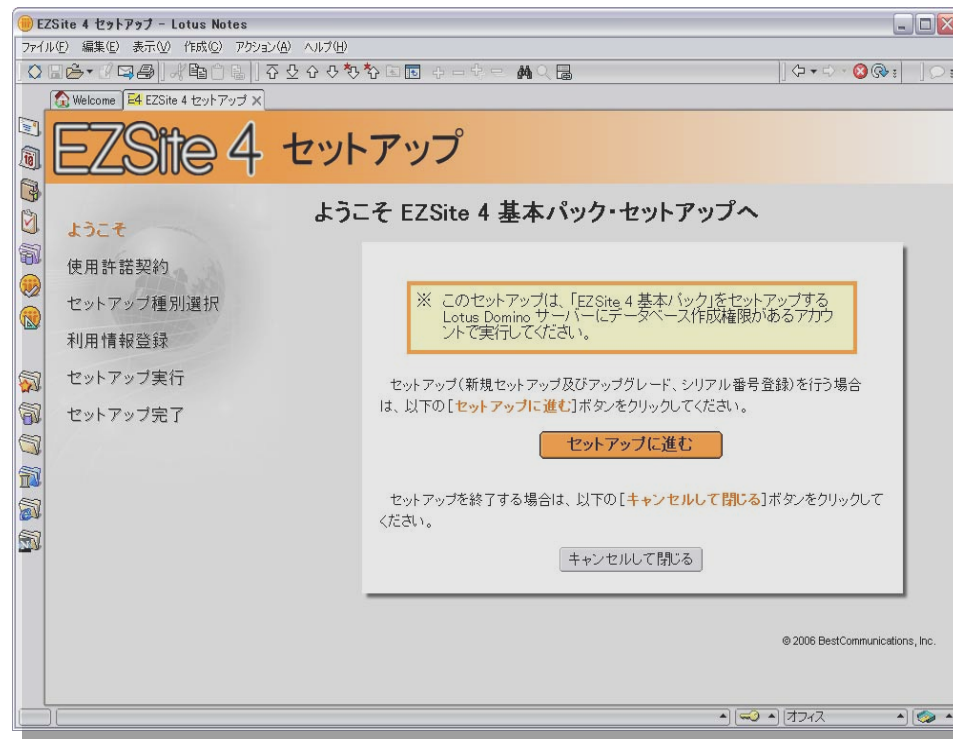 EZSite 4 セットアップ - Lotus Notes
ファイル(F) 編集(E) 表示(V) 作成(C) アクション(A) ヘルプ(H)
Welcome EZSite 4 セットアップ
EZSite 4 セットアップ
ようこそ EZSite 4 基本パック・セットアップへ
ようこそ
使用許諾契約
セットアップ種別選択
利用情報登録
セットアップ実行
セットアップ完了
※ このセットアップは、「EZSite 4 基本パック」をセットアップする
Lotus Domino サーバーにデータベース作成権限があるアカウ
ントで実行してください。
セットアップ(新規セットアップ及びアップグレード、シリアル番号登録)を行う場合
は、以下の[セットアップに進む]ボタンをクリックしてください。
セットアップに進む
セットアップを終了する場合は、以下の[キャンセルして閉じる]ボタンをクリックして
ください。
キャンセルして閉じる
© 2006 BestCommunications, Inc.
オフィス